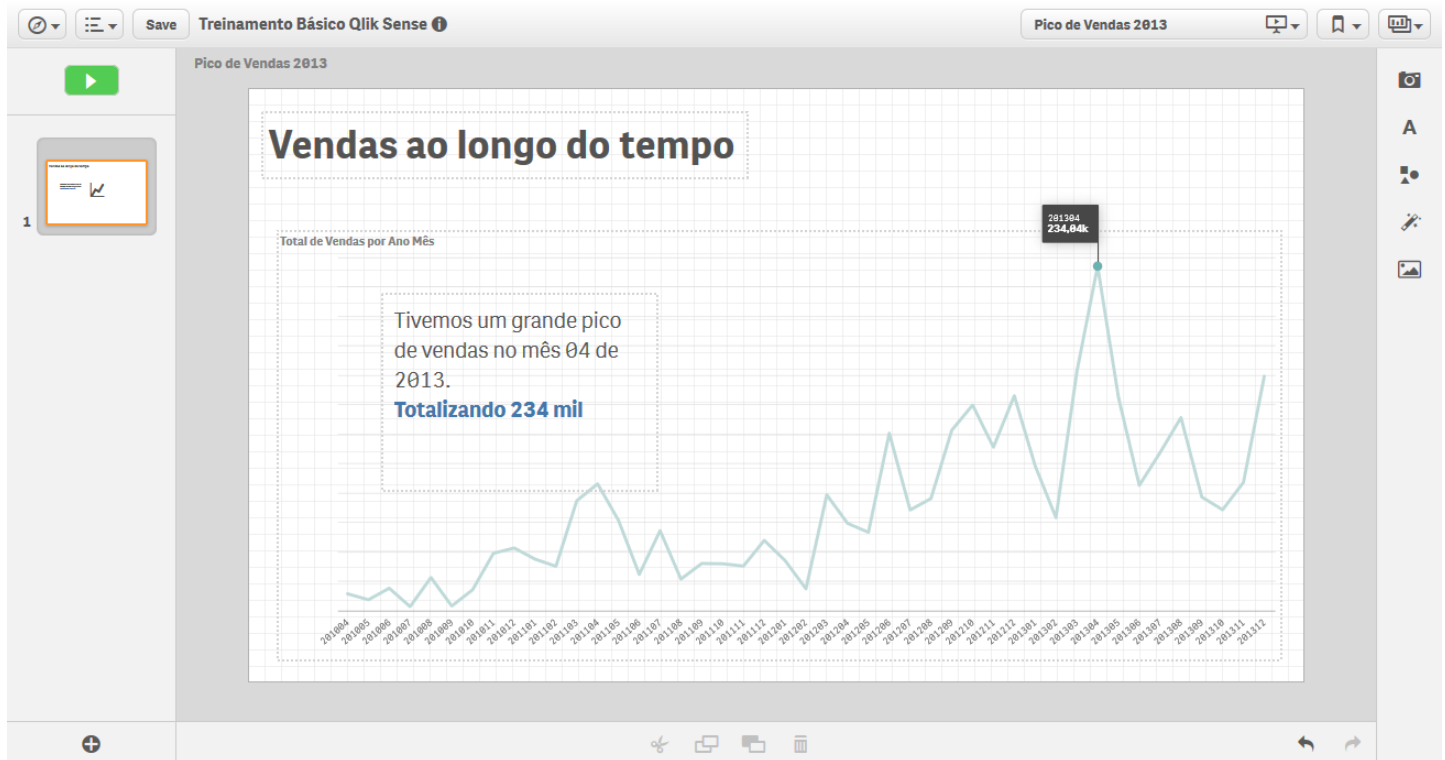 Save Treinamento Básico Qlik Sense Pico de Vendas 2013
Pico de Vendas 2013
Vendas ao longo do tempo
1
201304
234,04k
Total de Vendas por Ano Mês
Tivemos um grande pico
de vendas no mês 04 de
2013.
Totalizando 234 mil
201004 201005 201006 201007 201008 201009 201010 201011 201012 201101 201102 201103 201104 201105 201106 201107 201108 201109 201110 201111 201112 201201 201202 201203 201204 201205 201206 201207 201208 201209 201210 201211 201212 201301 201302 201303 201304 201305 201306 201307 201308 201309 201310 201311 201312
A